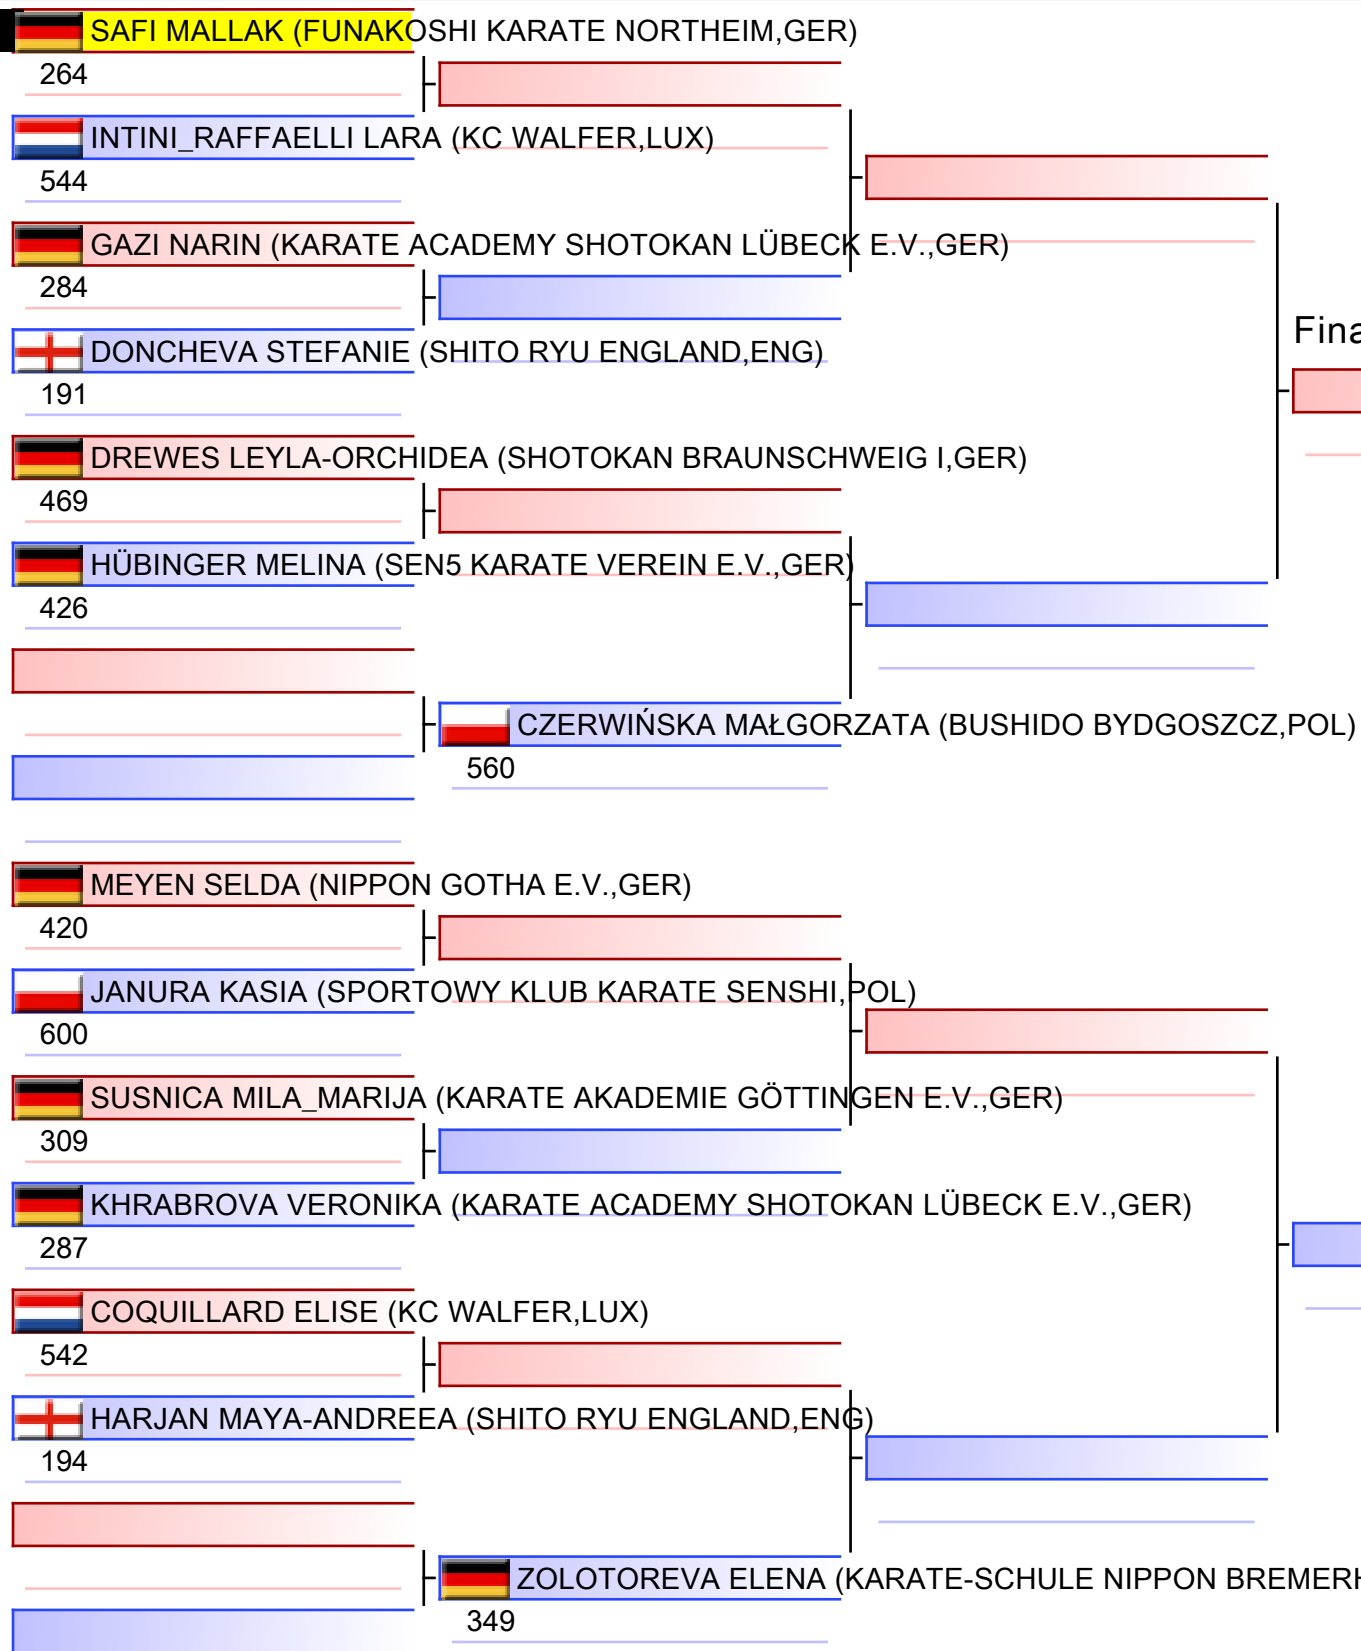 SAFI MALLAK (FUNAKOSHI KARATE NORTHEIM,GER)
264
INTINI_RAFFAELLI LARA (KC WALFER,LUX)
544
GAZI NARIN (KARATE ACADEMY SHOTOKAN LÜBECK E.V.,GER)
284
DONCHEVA STEFANIE (SHITO RYU ENGLAND,ENG)
191
DREWES LEYLA-ORCHIDEA (SHOTOKAN BRAUNSCHWEIG I,GER)
469
HÜBINGER MELINA (SEN5 KARATE VEREIN E.V.,GER)
426
CZERWIŃSKA MAŁGORZATA (BUSHIDO BYDGOSZCZ,POL)
560
MEYEN SELDA (NIPPON GOTHA E.V.,GER)
420
JANURA KASIA (SPORTOWY KLUB KARATE SENSHI,POL)
600
SUSNICA MILA_MARIJA (KARATE AKADEMIE GÖTTINGEN E.V.,GER)
309
KHRABROVA VERONIKA (KARATE ACADEMY SHOTOKAN LÜBECK E.V.,GER)
287
COQUILLARD ELISE (KC WALFER,LUX)
542
HARJAN MAYA-ANDREEA (SHITO RYU ENGLAND,ENG)
194
ZOLOTOREVA ELENA (KARATE-SCHULE NIPPON
349